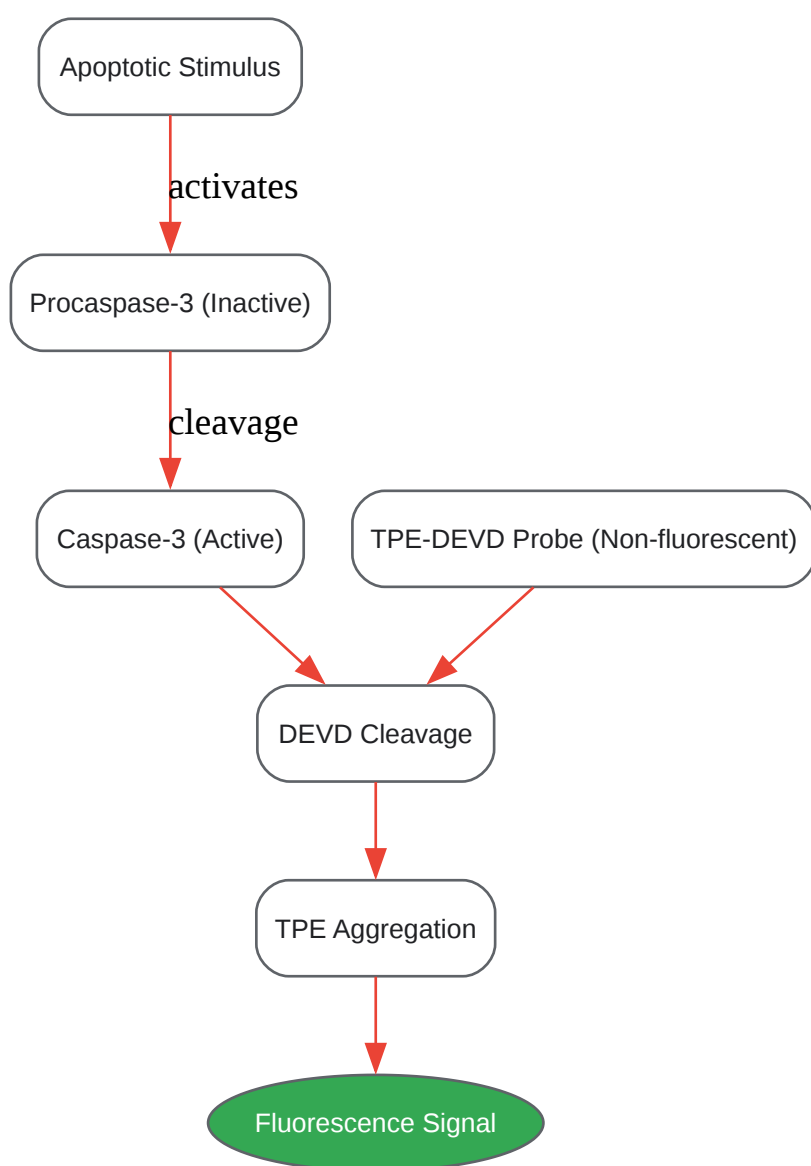 Apoptotic Stimulus
activates
Procaspase-3 (Inactive)
cleavage
Caspase-3 (Active)
TPE-DEVD Probe (Non-fluorescent)
DEVD Cleavage
TPE Aggregation
Fluorescence Signal